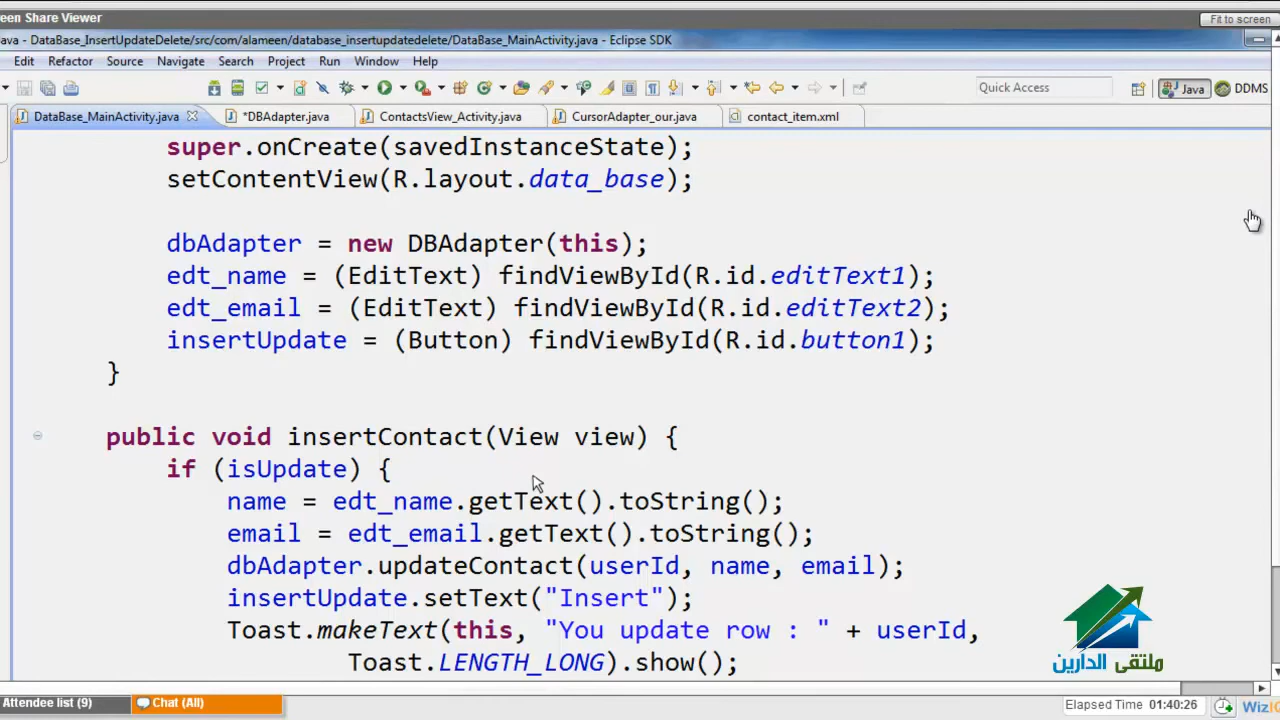 een Share Viewer
Fit to screen
ava - DataBase_InsertUpdateDelete/src/com/alameen/database_insertupdatedelete/DataBase_MainActivity.java - Eclipse SDK
Edit Refactor Source Navigate Search Project Run Window Help
Quick Access
Java
DDMS
DataBase_MainActivity.java
*DBAdapter.java
ContactsView_Activity.java
CursorAdapter_our.java
contact_item.xml
super.onCreate(savedInstanceState);
setContentView(R.layout.data_base);
dbAdapter = new DBAdapter(this);
edt_name = (EditText) findViewById(R.id.editText1);
edt_email = (EditText) findViewById(R.id.editText2);
insertUpdate = (Button) findViewById(R.id.button1);
}
public void insertContact(View view) {
if (isUpdate) {
name = edt_name.getText().toString();
email = edt_email.getText().toString();
dbAdapter.updateContact(userId, name, email);
insertUpdate.setText("Insert");
Toast.makeText(this, "You update row : " + userId,
Toast.LENGTH_LONG).show();
ملتقى الدارين
Attendee list (9)
Chat (All)
Elapsed Time 01:40:26
WizI